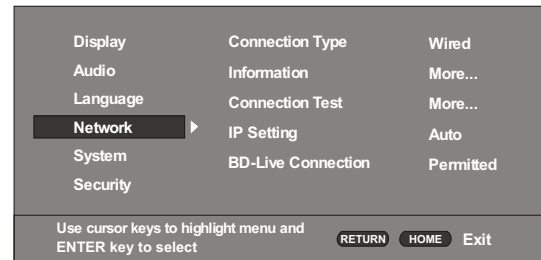 Display Connection Type Wired
Audio Information More...
Language Connection Test More...
Network IP Setting Auto
System BD-Live Connection Permitted
Security
Use cursor keys to highlight menu and
ENTER key to select RETURN HOME Exit